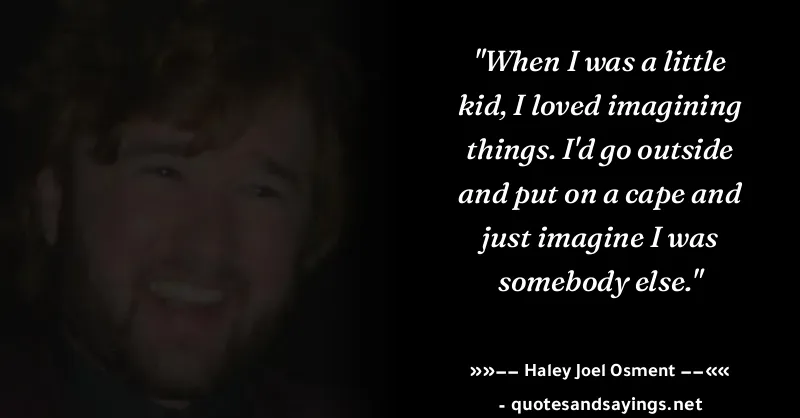 "When I was a little
kid, I loved imagining
things. I'd go outside
and put on a cape and
just imagine I was
somebody else."
»»–– Haley Joel Osment ––««
- quotesandsayings.net